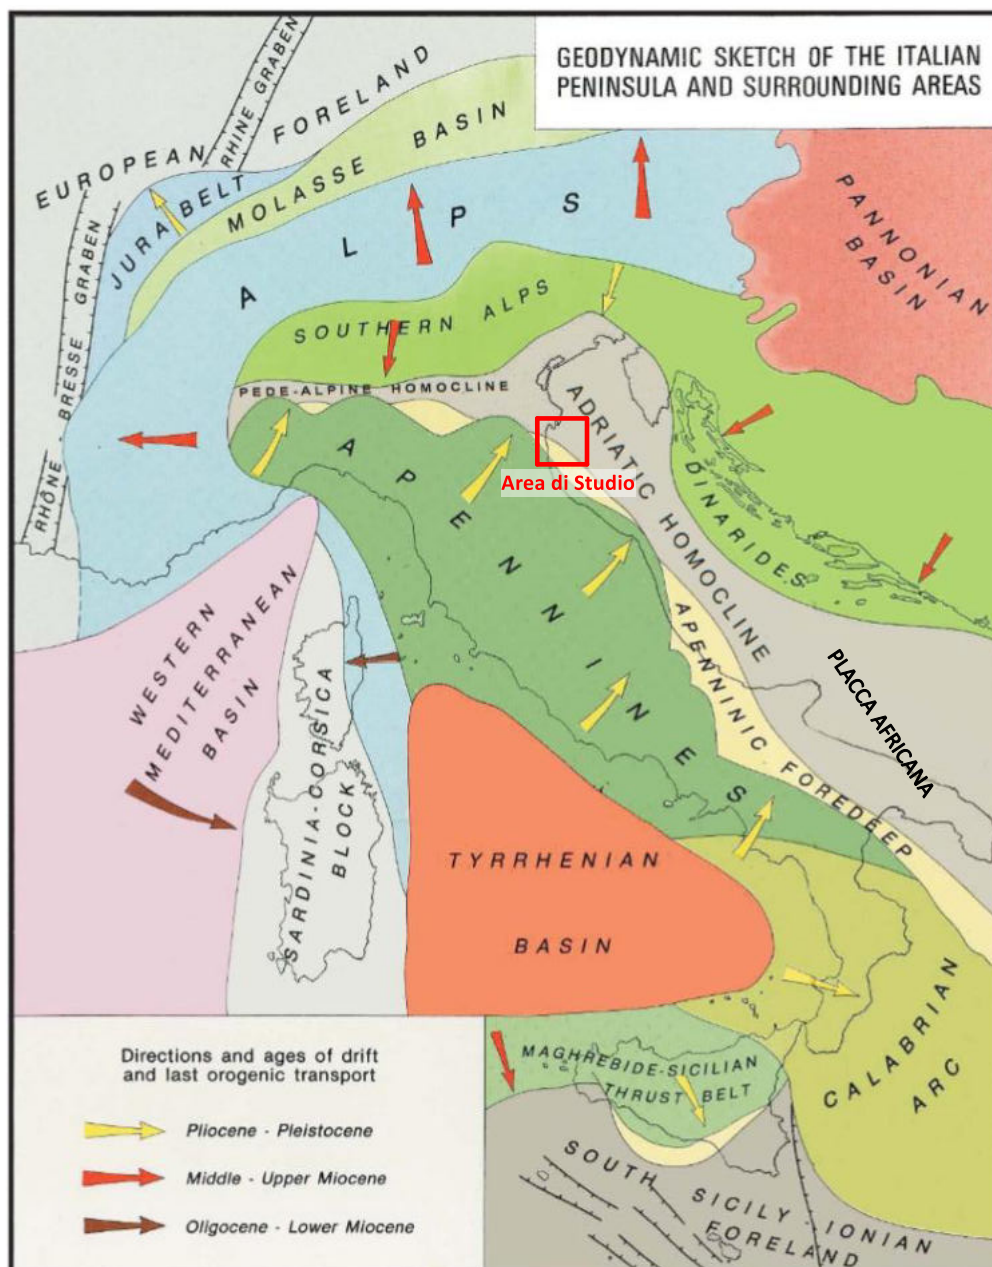 GEODYNAMIC SKETCH OF THE ITALIAN
PENINSULA AND SURROUNDING AREAS
EUROPEAN FORELAND
RHINE GRABEN
JURA BELT
MOLASSE BASIN
RHÔNE - BRESSE GRABEN
ALPS
PANNONIAN
BASIN
SOUTHERN ALPS
PEDE-ALPINE HOMOCLINE
ADRIATIC HOMOCLINE
Area di Studio
DINARIDES
APENNINES
APENNINIC FOREDEEP
PLACCA AFRICANA
WESTERN
MEDITERRANEAN
BASIN
SARDINIA-CORSICA
BLOCK
TYRRHENIAN
BASIN
CALABRIAN
ARC
MAGHREBIDE-SICILIAN
THRUST BELT
SOUTH SICILY-IONIAN
FORELAND
Directions and ages of drift
and last orogenic transport
Pliocene - Pleistocene
Middle - Upper Miocene
Oligocene - Lower Miocene